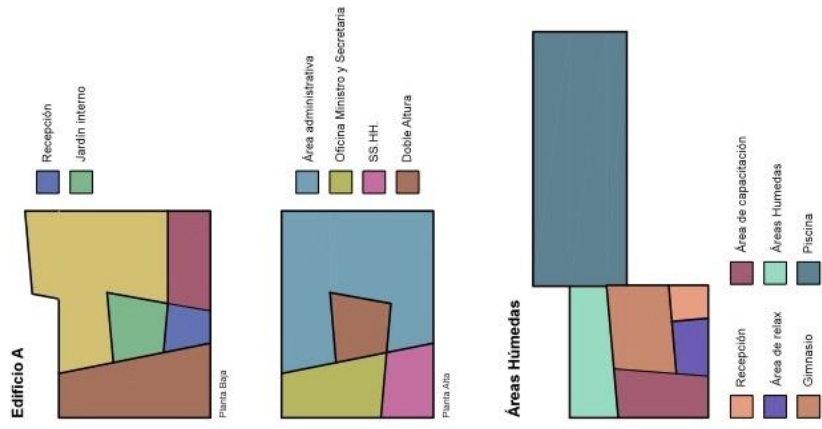 Edificio A
Recepción
Jardín interno
Planta Baja
Área administrativa
Oficina Ministro y Secretaria
SS.HH.
Doble Altura
Planta Alta
Áreas Húmedas
Recepción
Área de relax
Gimnasio
Área de capacitación
Áreas Humedas
Piscina